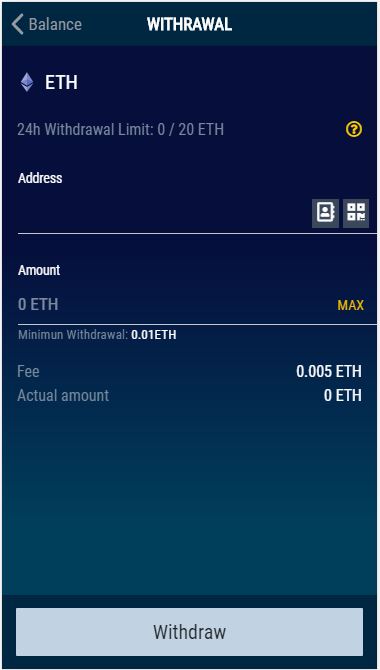 Balance WITHDRAWAL
ETH
24h Withdrawal Limit: 0 / 20 ETH
Address
Amount
0 ETH MAX
Minimun Withdrawal: 0.01ETH
Fee 0.005 ETH
Actual amount 0 ETH
Withdraw